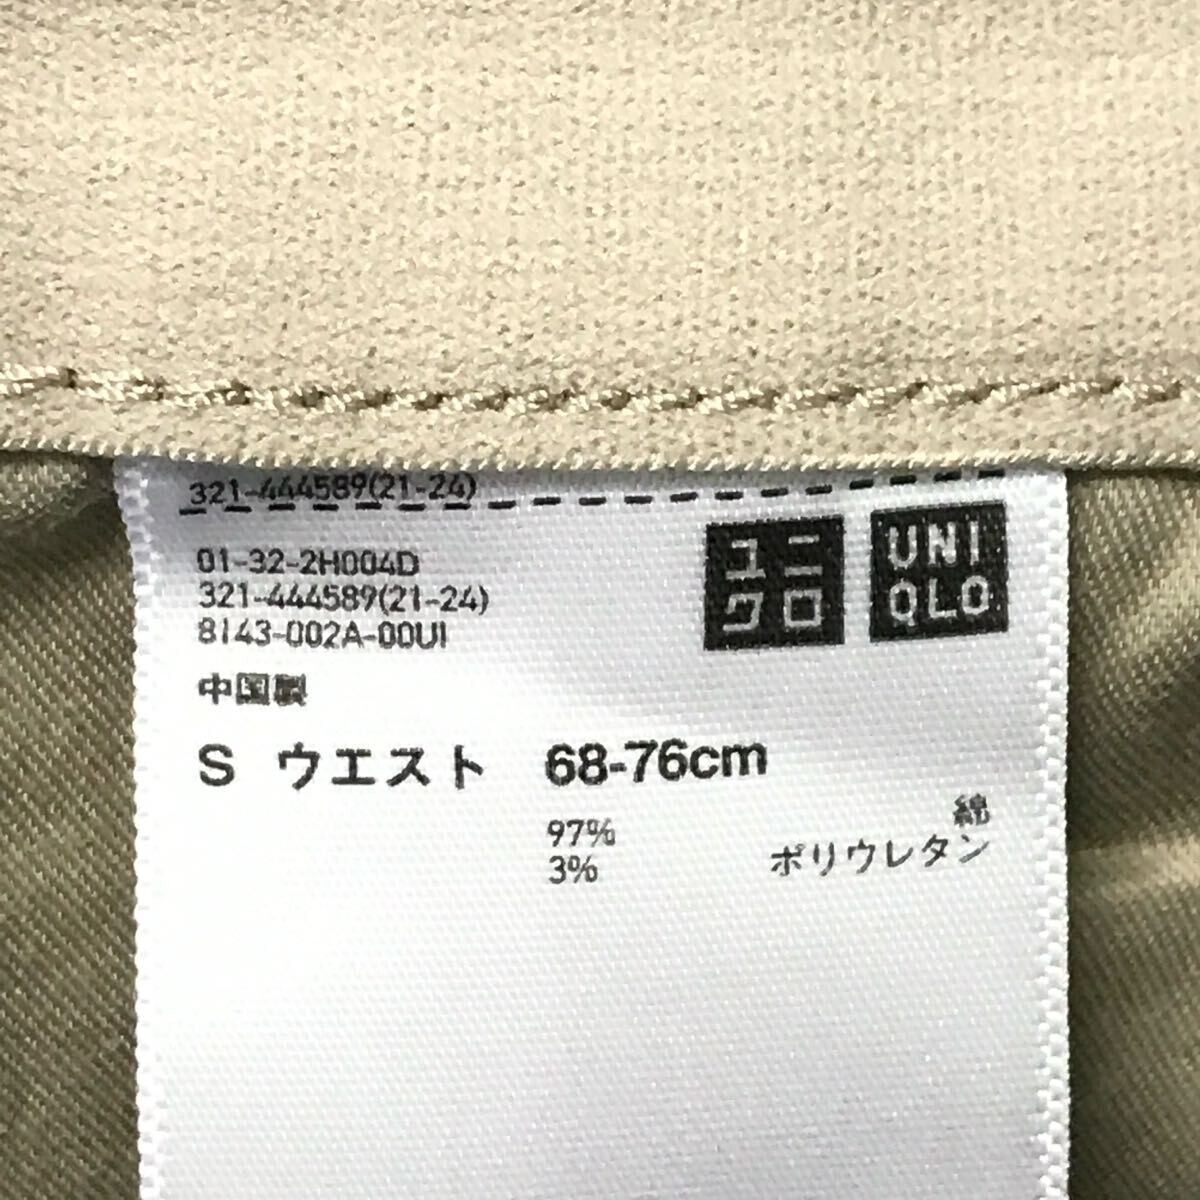 321-444589(21-24)
01-32-2H004D
321-444589(21-24)
8143-002A-00UI
中国製
ユニ
クロ
UNI
QLO
S ウエスト 68-76cm
97% 綿
3% ポリウレタン